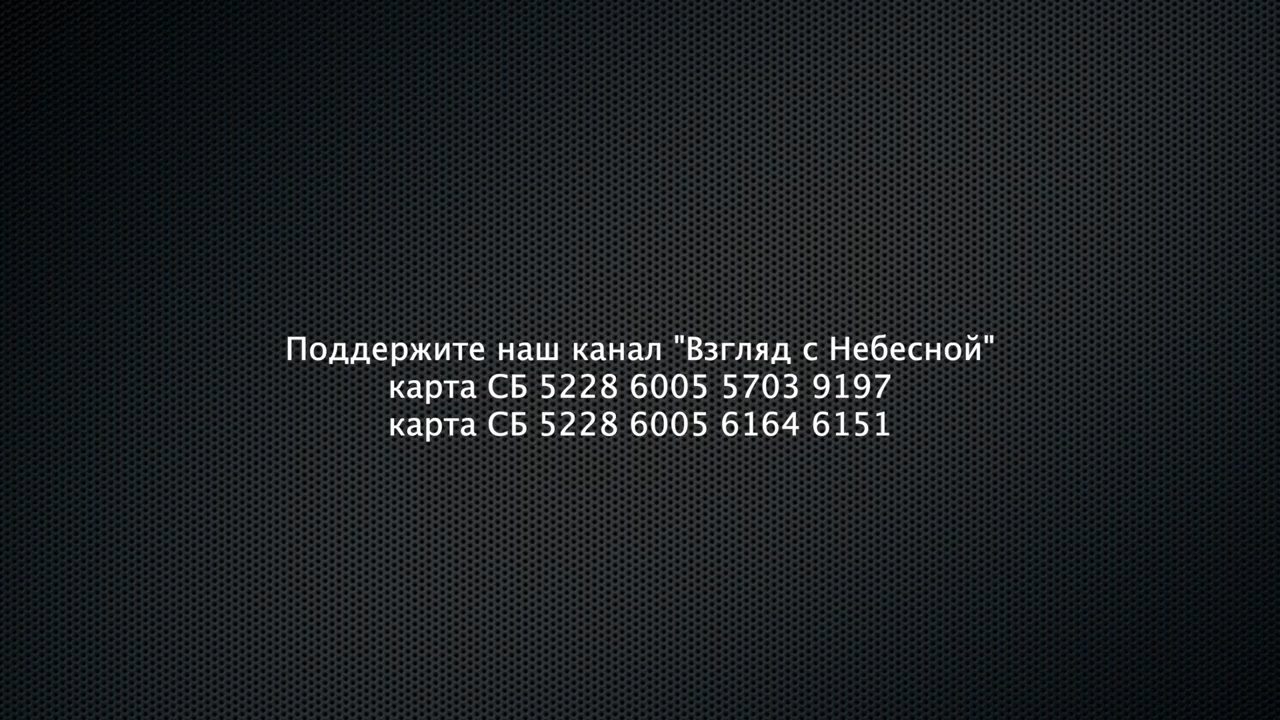 Поддержите наш канал "Взгляд с Небесной"
карта СБ 5228 6005 5703 9197
карта СБ 5228 6005 6164 6151